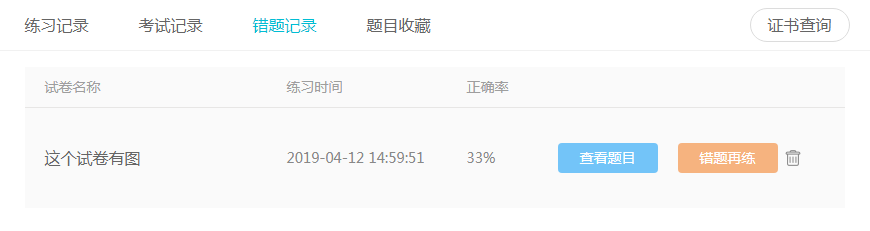 练习记录 考试记录 错题记录 题目收藏 证书查询
试卷名称 练习时间 正确率
这个试卷有图 2019-04-12 14:59:51 33% 查看题目 错题再练